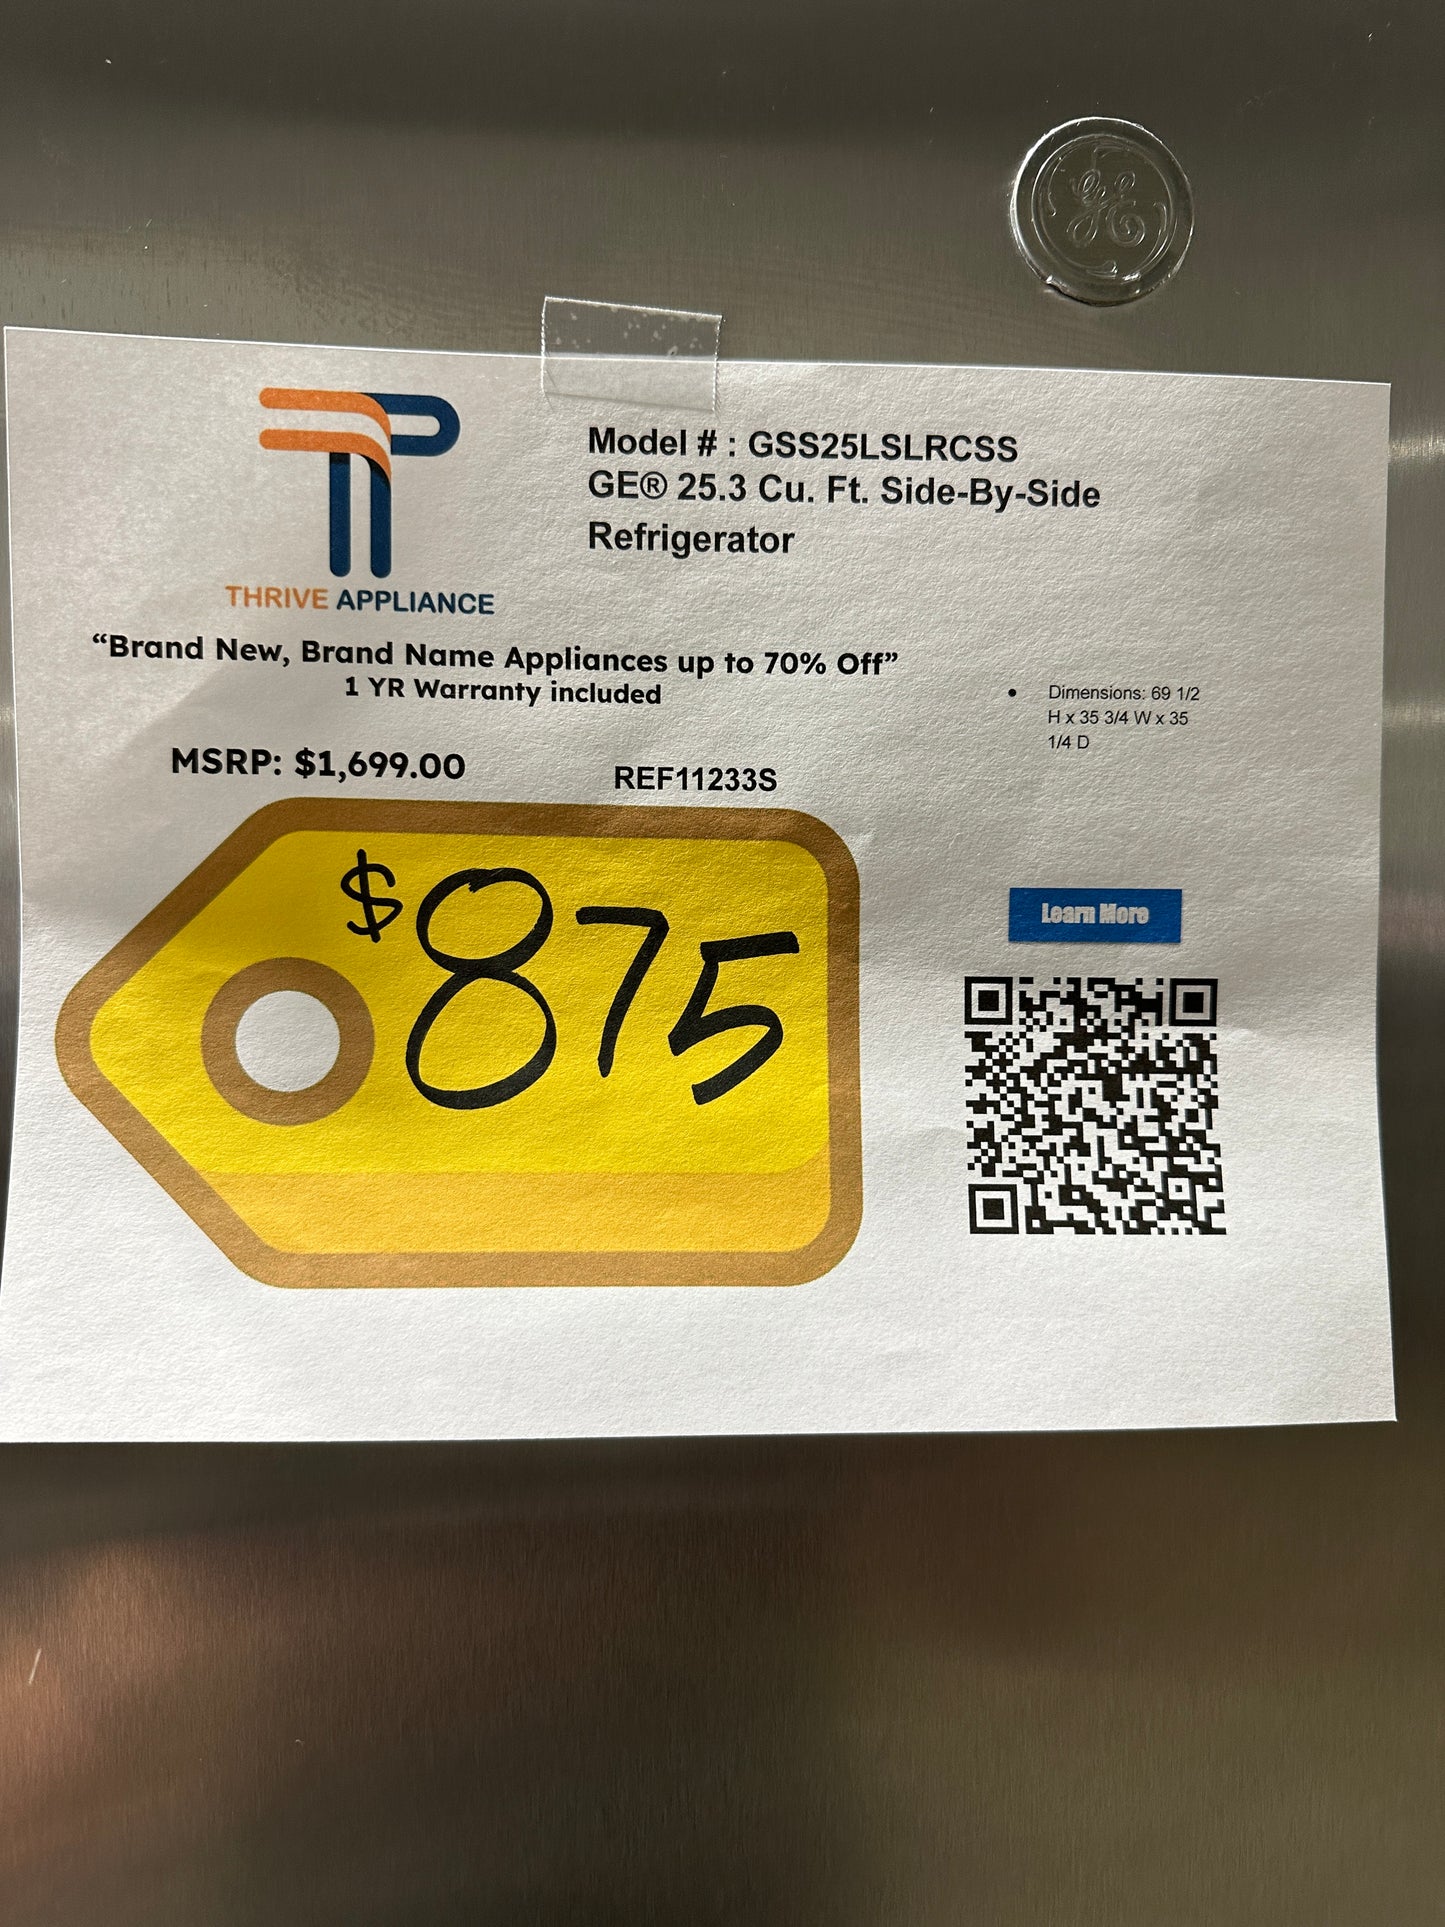 GE
THRIVE APPLIANCE
Model # : GSS25LSLRCSS
GE® 25.3 Cu. Ft. Side-By-Side
Refrigerator
“Brand New, Brand Name Appliances up to 70% Off”
1 YR Warranty included
• Dimensions: 69 1/2
H x 35 3/4 W x 35
1/4 D
MSRP: $1,699.00
REF11233S
$875
Learn More